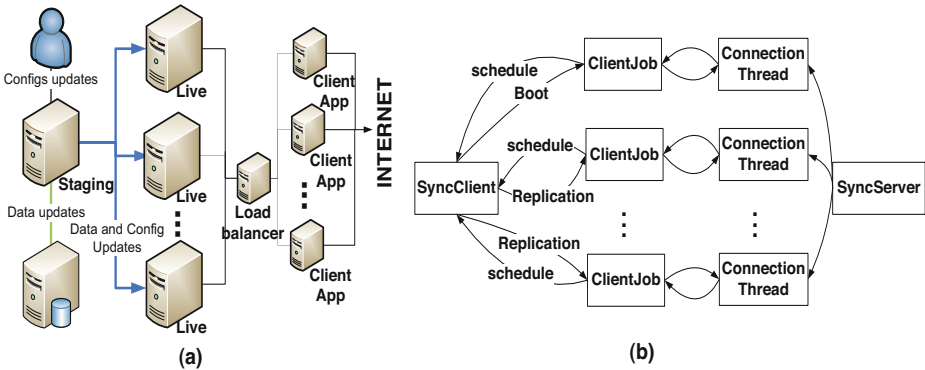 Configs updates
Staging
Data updates
Data and Config
Updates
Live
Live
Live
Load
balancer
Client
App
Client
App
Client
App
INTERNET
(a)
SyncClient
schedule
Boot
schedule
Replication
Replication
schedule
ClientJob
ClientJob
ClientJob
Connection
Thread
Connection
Thread
Connection
Thread
SyncServer
(b)